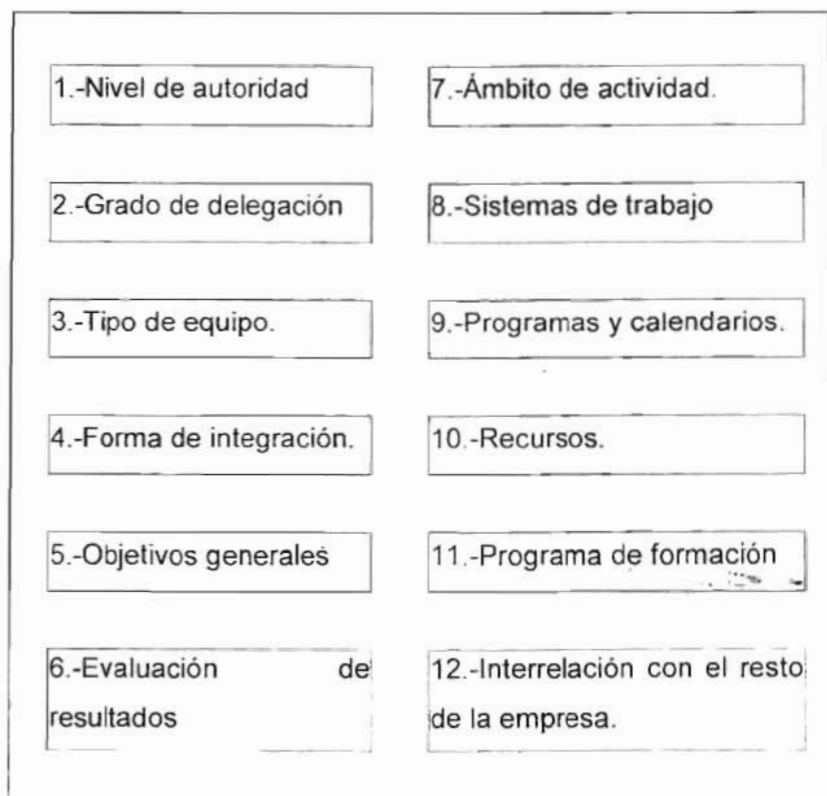 1.-Nivel de autoridad
2.-Grado de delegación
3.-Tipo de equipo.
4.-Forma de integración.
5.-Objetivos generales
6.-Evaluación de
resultados
7.-Ámbito de actividad.
8.-Sistemas de trabajo
9.-Programas y calendarios.
10.-Recursos.
11.-Programa de formación
12.-Interrelación con el resto
de la empresa.